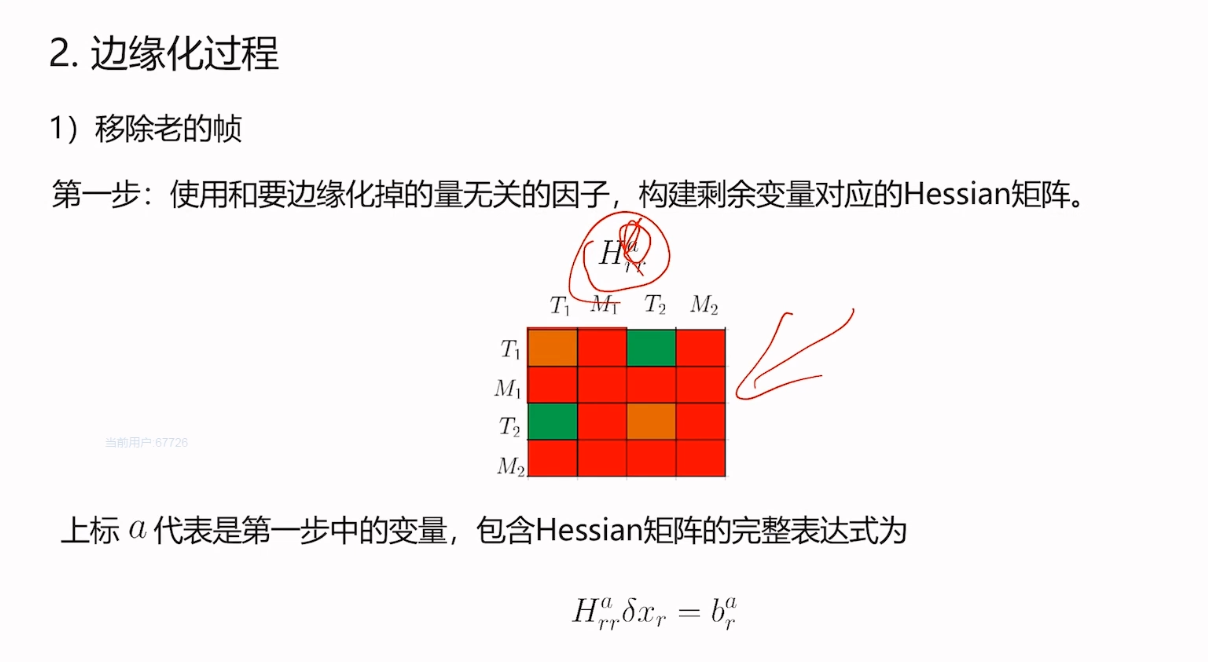 2. 边缘化过程
1）移除老的帧
第一步：使用和要边缘化掉的量无关的因子，构建剩余变量对应的Hessian矩阵。
H^a_{rr}
T_1 M_1 T_2 M_2
T_1
M_1
T_2
M_2
当前用户 67726
上标 a 代表是第一步中的变量，包含Hessian矩阵的完整表达式为
H^a_{rr} δx_r = b^a_r